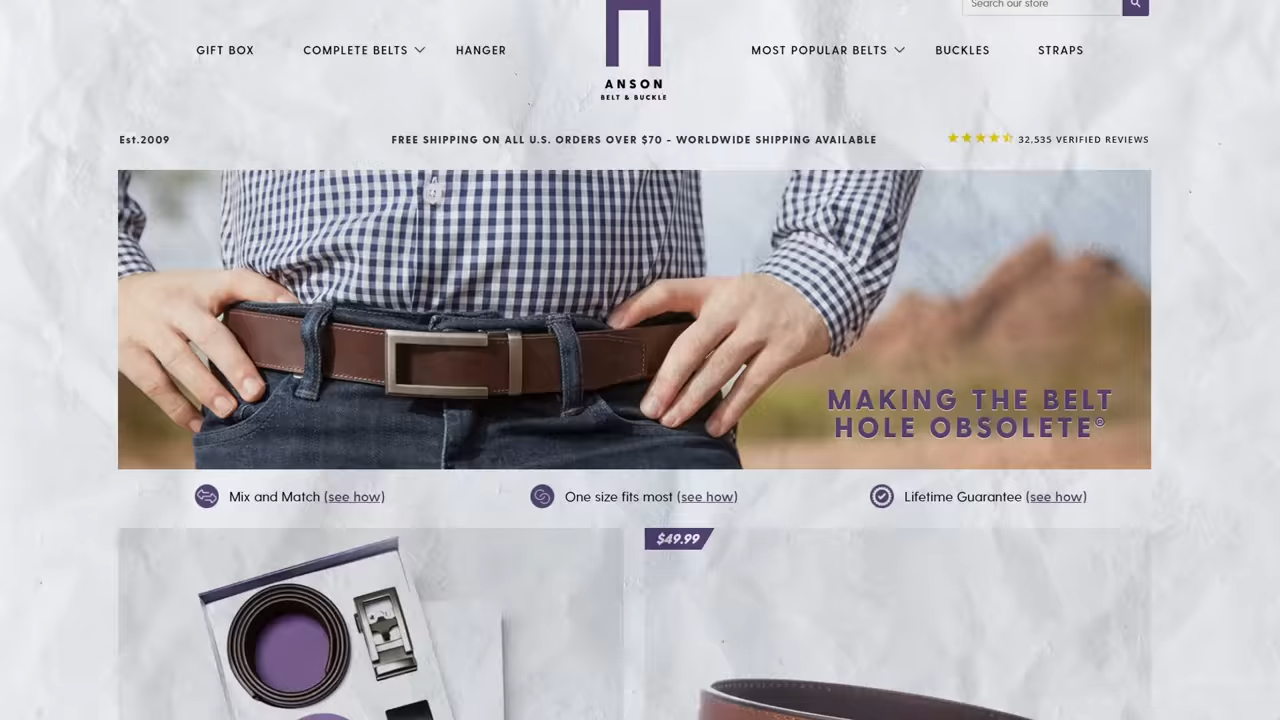 Search our store
GIFT BOX
COMPLETE BELTS
HANGER
ANSON
BELT & BUCKLE
MOST POPULAR BELTS
BUCKLES
STRAPS
Est.2009
FREE SHIPPING ON ALL U.S. ORDERS OVER $70 - WORLDWIDE SHIPPING AVAILABLE
32,535 VERIFIED REVIEWS
MAKING THE BELT
HOLE OBSOLETE®
Mix and Match (see how)
One size fits most (see how)
Lifetime Guarantee (see how)
$49.99